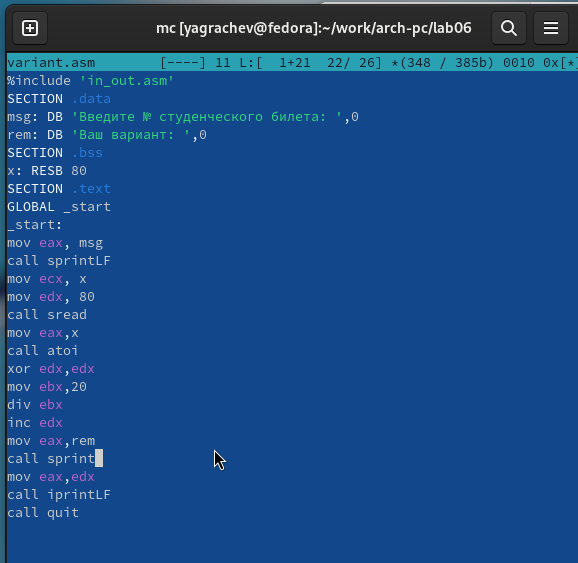 mc [yagrachev@fedora]:~/work/arch-pc/lab06
variant.asm [----] 11 L:[ 1+21 22/ 26] *(348 / 385b) 0010 0x[*]
%include 'in_out.asm'
SECTION .data
msg: DB 'Введите № студенческого билета: ',0
rem: DB 'Ваш вариант: ',0
SECTION .bss
x: RESB 80
SECTION .text
GLOBAL _start
_start:
mov eax, msg
call sprintLF
mov ecx, x
mov edx, 80
call sread
mov eax,x
call atoi
xor edx,edx
mov ebx,20
div ebx
inc edx
mov eax,rem
call sprint
mov eax,edx
call iprintLF
call quit